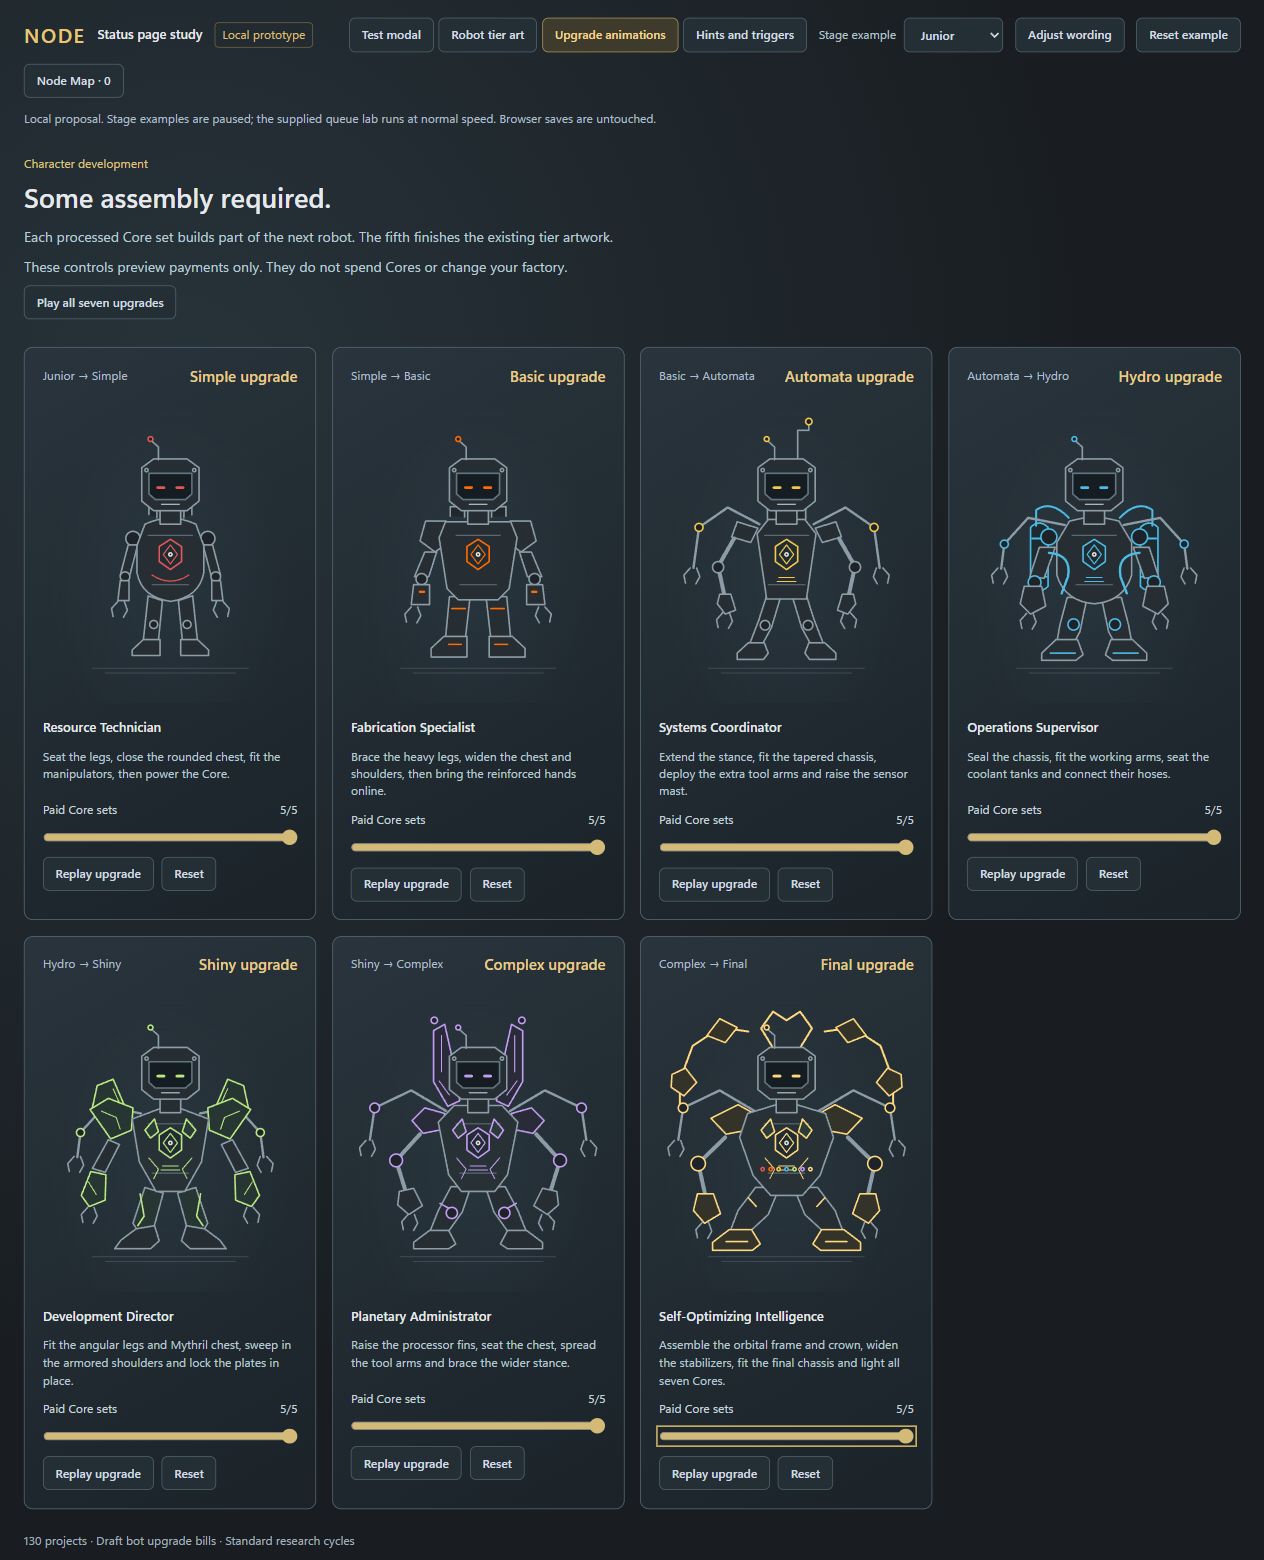 NODE
Status page study
Local prototype
Test modal
Robot tier art
Upgrade animations
Hints and triggers
Stage example
Junior
Adjust wording
Reset example
Node Map · 0
Local proposal. Stage examples are paused; the supplied queue lab runs at normal speed. Browser saves are untouched.
Character development
Some assembly required.
Each processed Core set builds part of the next robot. The fifth finishes the existing tier artwork.
These controls preview payments only. They do not spend Cores or change your factory.
Play all seven upgrades
Junior → Simple
Simple upgrade
Resource Technician
Seat the legs, close the rounded chest, fit the
manipulators, then power the Core.
Paid Core sets
5/5
Replay upgrade
Reset
Simple → Basic
Basic upgrade
Fabrication Specialist
Brace the heavy legs, widen the chest and
shoulders, then bring the reinforced hands
online.
Paid Core sets
5/5
Replay upgrade
Reset
Basic → Automata
Automata upgrade
Systems Coordinator
Extend the stance, fit the tapered chassis,
deploy the extra tool arms and raise the sensor
mast.
Paid Core sets
5/5
Replay upgrade
Reset
Automata → Hydro
Hydro upgrade
Operations Supervisor
Seal the chassis, fit the working arms, seat the
coolant tanks and connect their hoses.
Paid Core sets
5/5
Replay upgrade
Reset
Hydro → Shiny
Shiny upgrade
Development Director
Fit the angular legs and Mythril chest, sweep in
the armored shoulders and lock the plates in
place.
Paid Core sets
5/5
Replay upgrade
Reset
Shiny → Complex
Complex upgrade
Planetary Administrator
Raise the processor fins, seat the chest, spread
the tool arms and brace the wider stance.
Paid Core sets
5/5
Replay upgrade
Reset
Complex → Final
Final upgrade
Self-Optimizing Intelligence
Assemble the orbital frame and crown, widen
the stabilizers, fit the final chassis and light all
seven Cores.
Paid Core sets
5/5
Replay upgrade
Reset
130 projects · Draft bot upgrade bills · Standard research cycles